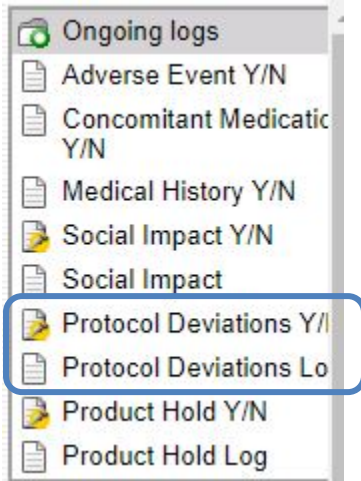 Ongoing logs
Adverse Event Y/N
Concomitant Medicatic
Y/N
Medical History Y/N
Social Impact Y/N
Social Impact
Protocol Deviations Y/
Protocol Deviations Lo
Product Hold Y/N
Product Hold Log